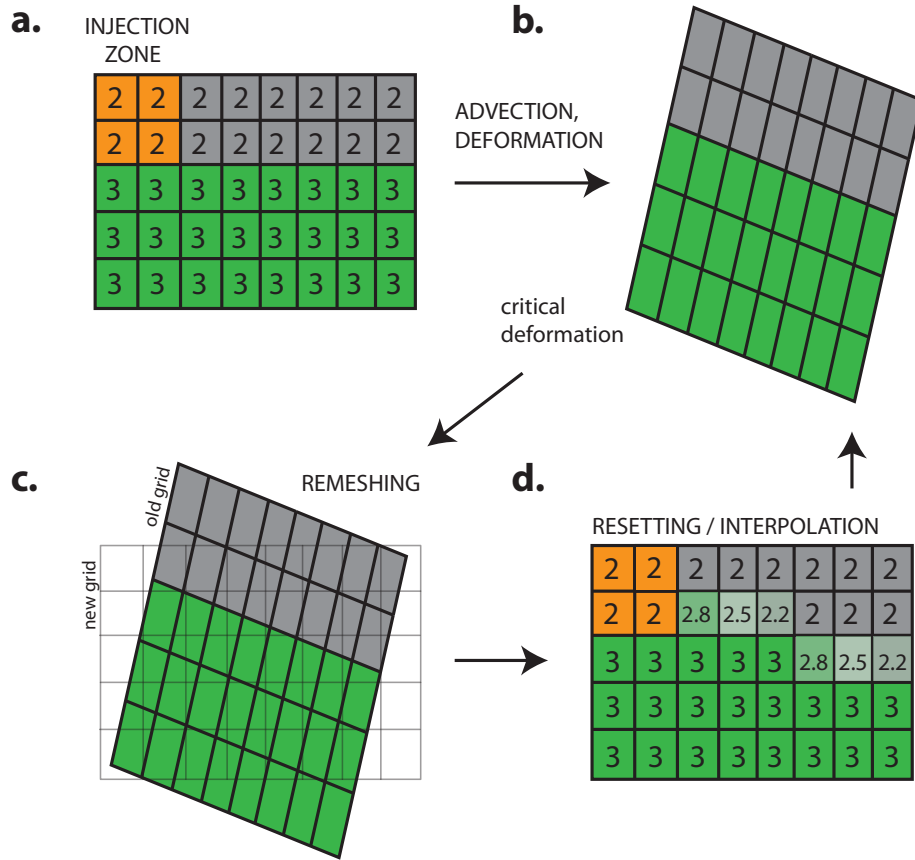 a.
INJECTION
ZONE
2 2 2 2 2 2 2 2
2 2 2 2 2 2 2 2
3 3 3 3 3 3 3 3
3 3 3 3 3 3 3 3
3 3 3 3 3 3 3 3
ADVECTION,
DEFORMATION
b.
critical
deformation
c.
REMESHING
old grid
new grid
d.
RESETTING / INTERPOLATION
2 2 2 2 2 2 2 2
2 2 2.8 2.5 2.2 2 2 2
3 3 3 3 3 2.8 2.5 2.2
3 3 3 3 3 3 3 3
3 3 3 3 3 3 3 3